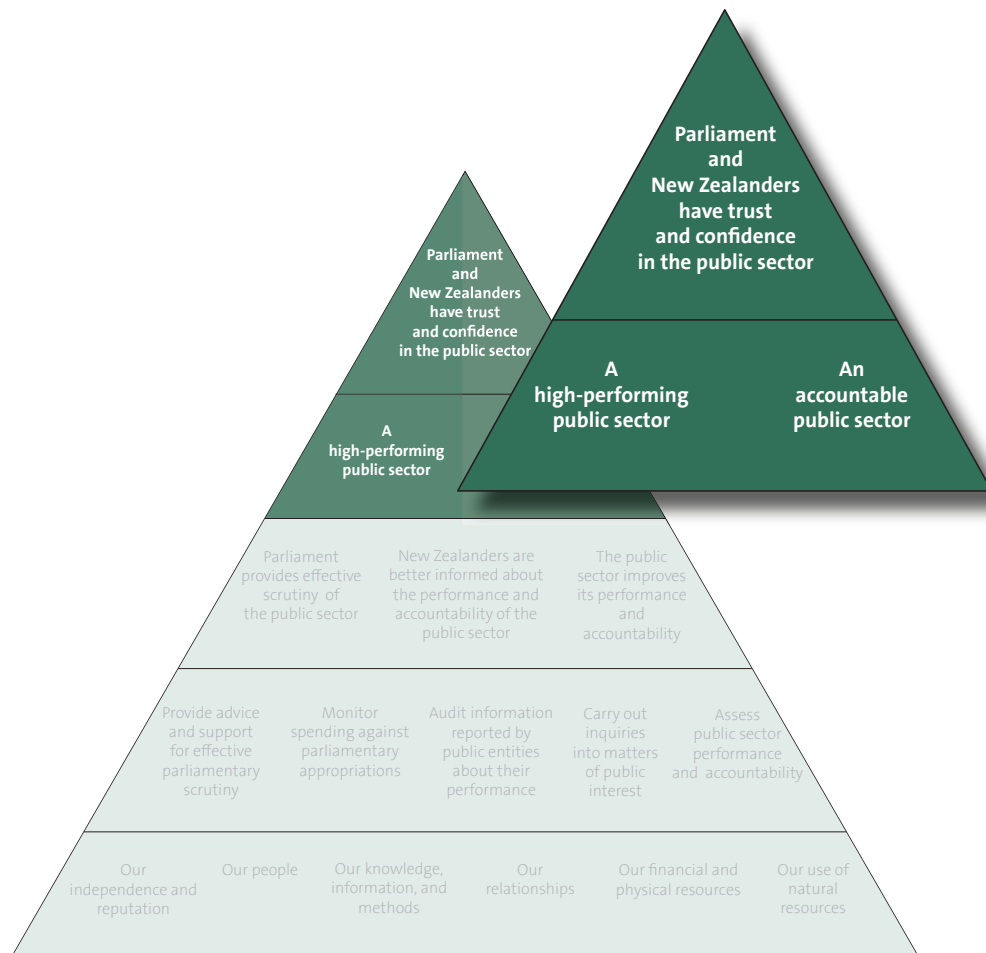 Parliament
and
New Zealanders
have trust
and confidence
in the public sector
A
high-performing
public sector
An
accountable
public sector
Parliament
and
New Zealanders
have trust
and confidence
in the public sector
A
high-performing
public sector
Parliament
provides effective
scrutiny of
the public sector
New Zealanders are
better informed about
the performance and
accountability of the
public sector
The public
sector improves
its performance
and
accountability
Provide advice
and support
for effective
parliamentary
scrutiny
Monitor
spending against
parliamentary
appropriations
Audit information
reported by
public entities
about their
performance
Carry out
inquiries
into matters
of public
interest
Assess
public sector
performance
and accountability
Our
independence and
reputation
Our people
Our knowledge,
information, and
methods
Our
relationships
Our financial and
physical resources
Our use of
natural
resources